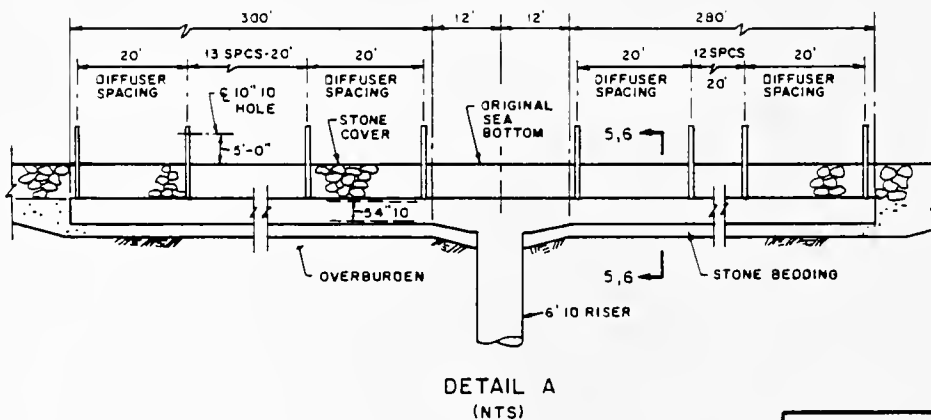 300'
12'
12'
280'
20'
13 SPCS-20'
20'
20'
12 SPCS
20'
20'
DIFFUSER
SPACING
DIFFUSER
SPACING
DIFFUSER
SPACING
DIFFUSER
SPACING
℄ 10" ID
HOLE
STONE
COVER
ORIGINAL
SEA
BOTTOM
5,6
5'-0"
54" ID
OVERBURDEN
5,6
STONE BEDDING
6' ID RISER
DETAIL A
(NTS)